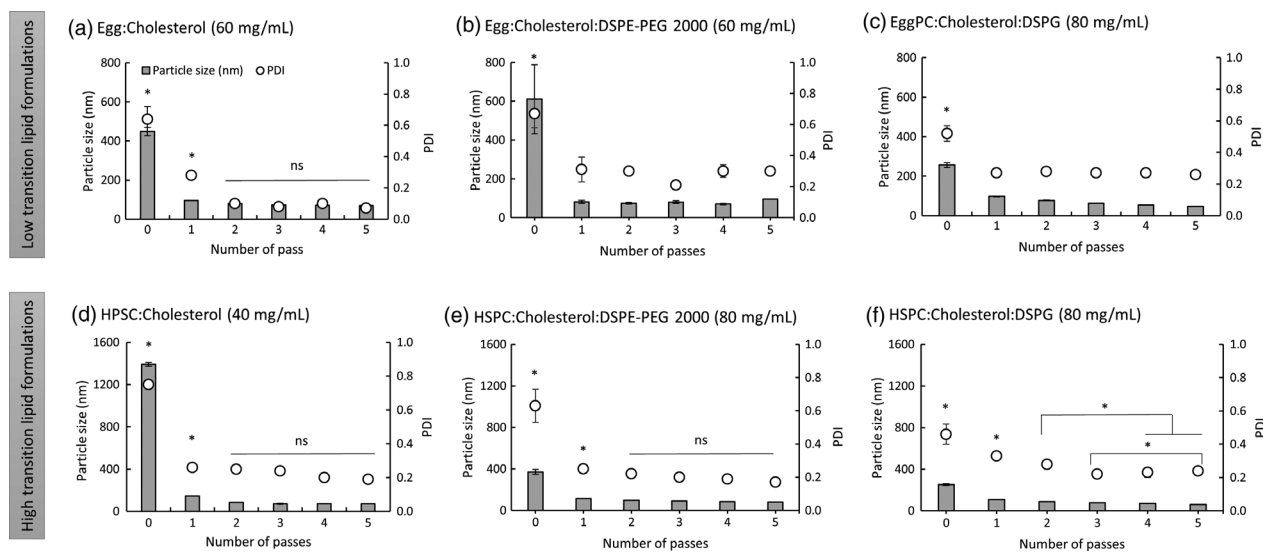 Low transition lipid formulations
(a) Egg:Cholesterol (60 mg/mL)
Particle size (nm) PDI
800
600
400
200
0
1.0
0.8
0.6
0.4
0.2
0.0
* * ns
Particle size (nm)
PDI
0 1 2 3 4 5
Number of pass
(b) Egg:Cholesterol:DSPE-PEG 2000 (60 mg/mL)
800
600
400
200
0
1.0
0.8
0.6
0.4
0.2
0.0
*
Particle size (nm)
PDI
0 1 2 3 4 5
Number of passes
(c) EggPC:Cholesterol:DSPG (80 mg/mL)
800
600
400
200
0
1.0
0.8
0.6
0.4
0.2
0.0
*
Particle size (nm)
PDI
0 1 2 3 4 5
Number of passes
High transition lipid formulations
(d) HPSC:Cholesterol (40 mg/mL)
1600
1200
800
400
0
1.0
0.8
0.6
0.4
0.2
0.0
* * ns
Particle size (nm)
PDI
0 1 2 3 4 5
Number of passes
(e) HSPC:Cholesterol:DSPE-PEG 2000 (80 mg/mL)
1600
1200
800
400
0
1.0
0.8
0.6
0.4
0.2
0.0
* * ns
Particle size (nm)
PDI
0 1 2 3 4 5
Number of passes
(f) HSPC:Cholesterol:DSPG (80 mg/mL)
1600
1200
800
400
0
1.0
0.8
0.6
0.4
0.2
0.0
* * * *
Particle size (nm)
PDI
0 1 2 3 4 5
Number of passes